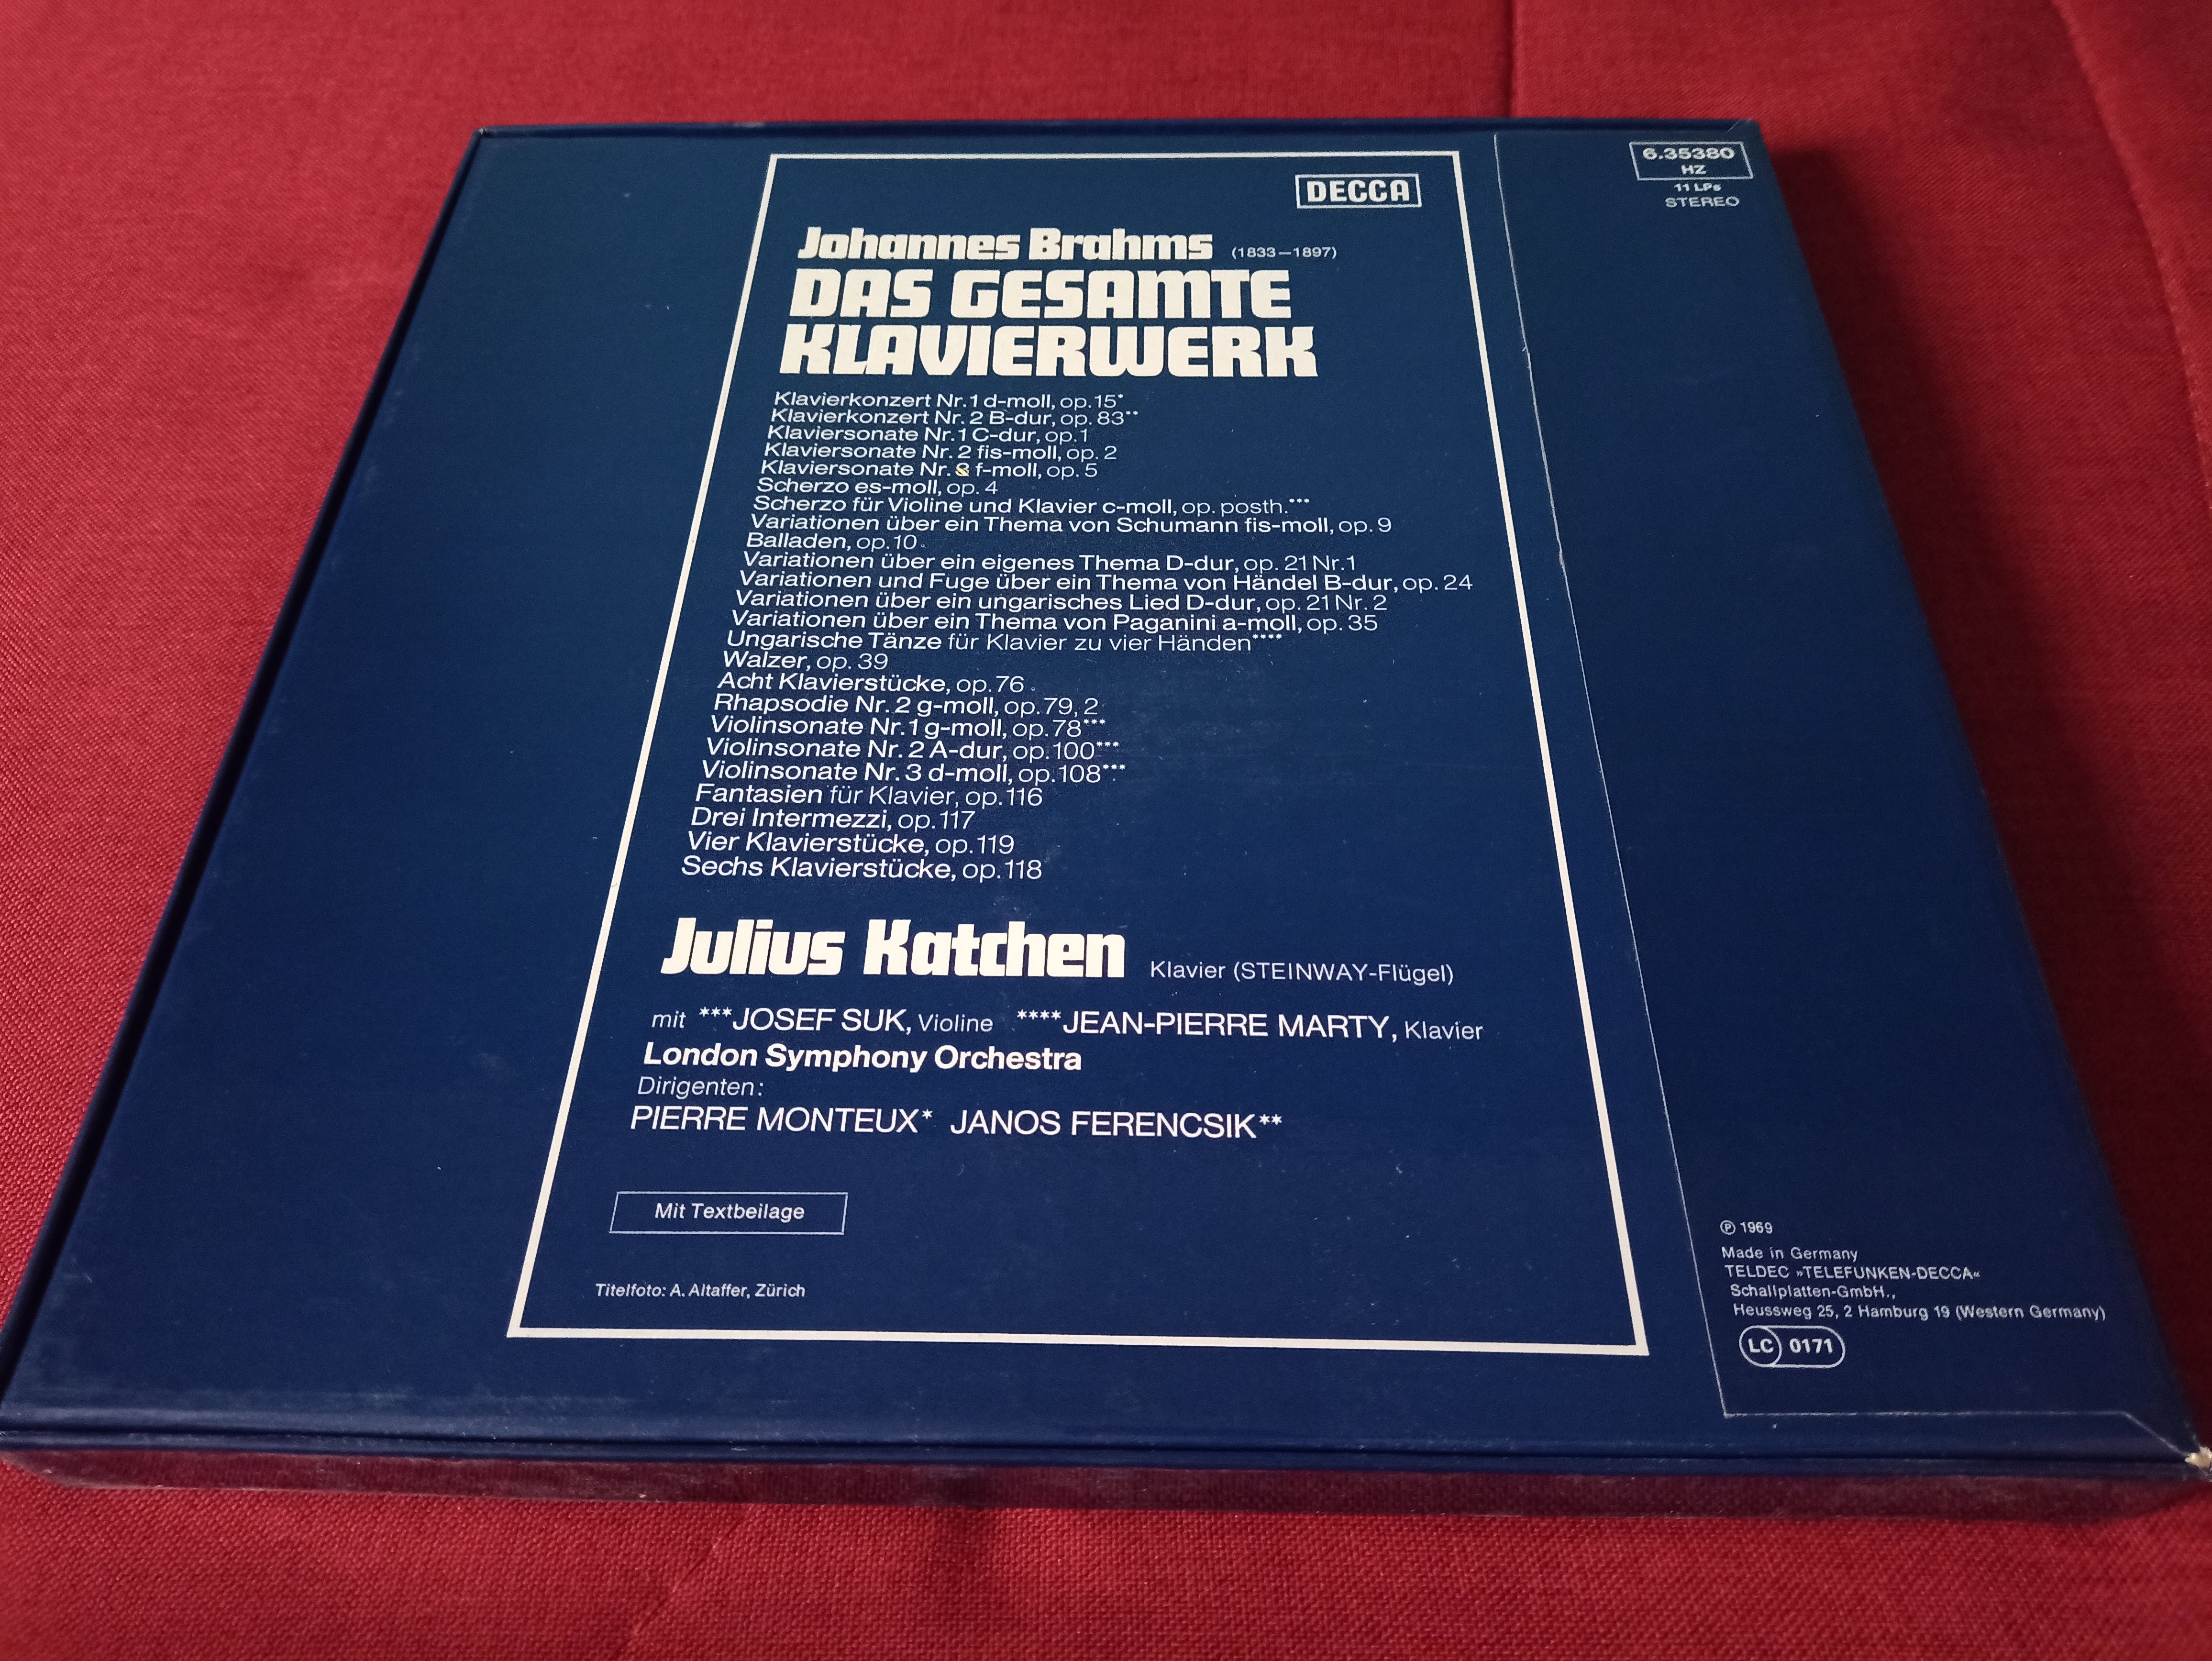 6.35380
HZ
11 LPs
STEREO
DECCA
Johannes Brahms (1833–1897)
DAS GESAMTE
KLAVIERWERK
Klavierkonzert Nr. 1 d-moll, op. 15*
Klavierkonzert Nr. 2 B-dur, op. 83**
Klaviersonate Nr. 1 C-dur, op. 1
Klaviersonate Nr. 2 fis-moll, op. 2
Klaviersonate Nr. f-moll, op. 5
Scherzo es-moll, op. 4
Scherzo für Violine und Klavier c-moll, op. posth.***
Variationen über ein Thema von Schumann fis-moll, op. 9
Balladen, op. 10
Variationen über ein eigenes Thema D-dur, op. 21 Nr. 1
Variationen und Fuge über ein Thema von Händel B-dur, op. 24
Variationen über ein ungarisches Lied D-dur, op. 21 Nr. 2
Variationen über ein Thema von Paganini a-moll, op. 35
Ungarische Tänze für Klavier zu vier Händen****
Walzer, op. 39
Acht Klavierstücke, op. 76
Rhapsodie Nr. 2 g-moll, op. 79, 2
Violinsonate Nr. 1 g-moll, op. 78***
Violinsonate Nr. 2 A-dur, op. 100***
Violinsonate Nr. 3 d-moll, op. 108***
Fantasien für Klavier, op. 116
Drei Intermezzi, op. 117
Vier Klavierstücke, op. 119
Sechs Klavierstücke, op. 118
Julius Katchen Klavier (STEINWAY-Flügel)
mit ***JOSEF SUK, Violine ****JEAN-PIERRE MARTY, Klavier
London Symphony Orchestra
Dirigenten:
PIERRE MONTEUX* JANOS FERENCSIK**
Mit Textbeilage
Titelfoto: A. Altaffer, Zürich
℗ 1969
Made in Germany
TELDEC »TELEFUNKEN-DECCA«
Schallplatten-GmbH.,
Heussweg 25, 2 Hamburg 19 (Western Germany)
LC 0171